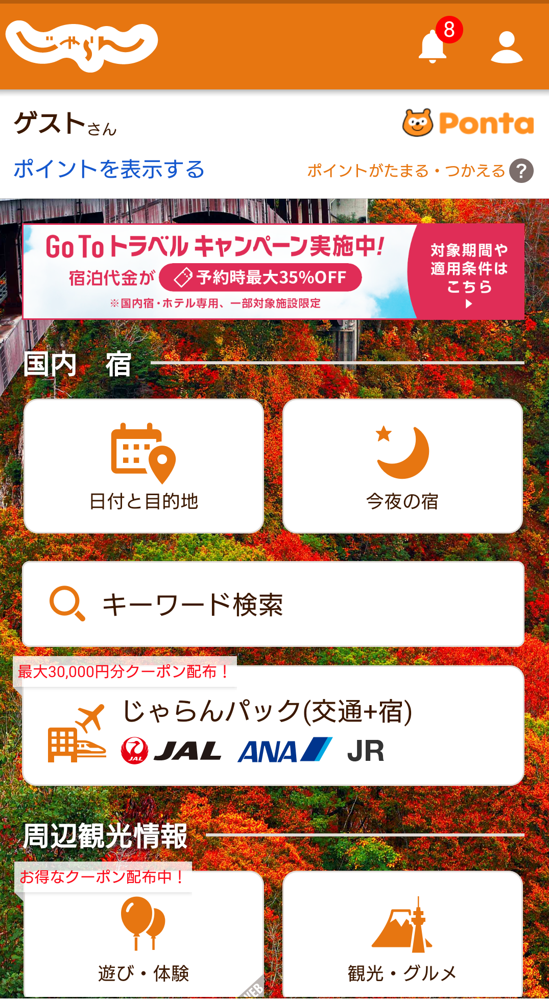 じゃらん
8
ゲストさん
Ponta
ポイントを表示する
ポイントがたまる・つかえる ?
Go To トラベル キャンペーン実施中!
宿泊代金が 予約時最大35%OFF
※国内宿・ホテル専用、一部対象施設限定
対象期間や
適用条件は
こちら
国内　宿
日付と目的地
今夜の宿
キーワード検索
最大30,000円分クーポン配布！
じゃらんパック(交通+宿)
JAL JAL ANA JR
周辺観光情報
お得なクーポン配布中！
遊び・体験
WEB
観光・グルメ